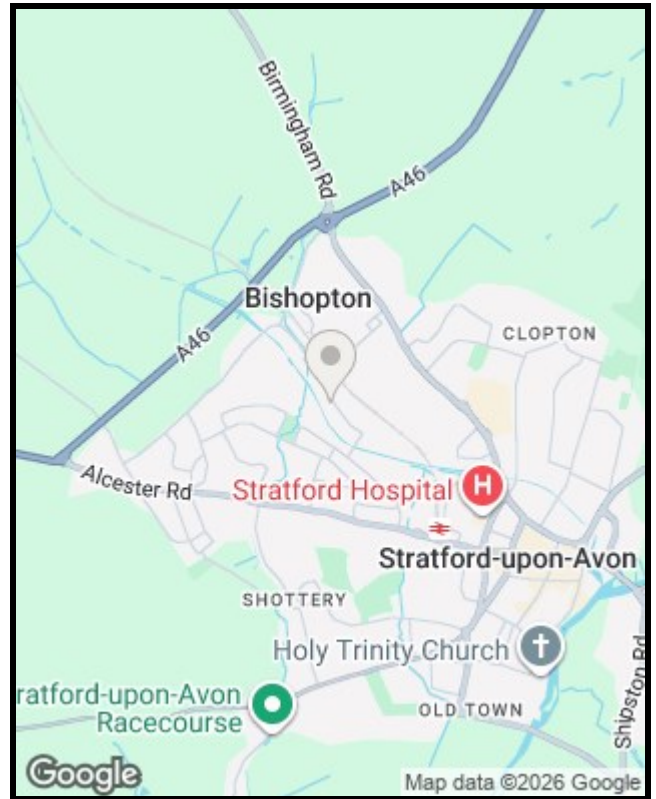 Birmingham Rd
A46
Bishopton
A46
CLOPTON
Alcester Rd
Stratford Hospital
H
Stratford-upon-Avon
SHOTTERY
Holy Trinity Church
ratford-upon-Avon
Racecourse
OLD TOWN
Shipston Rd
Google
Map data ©2026 Google